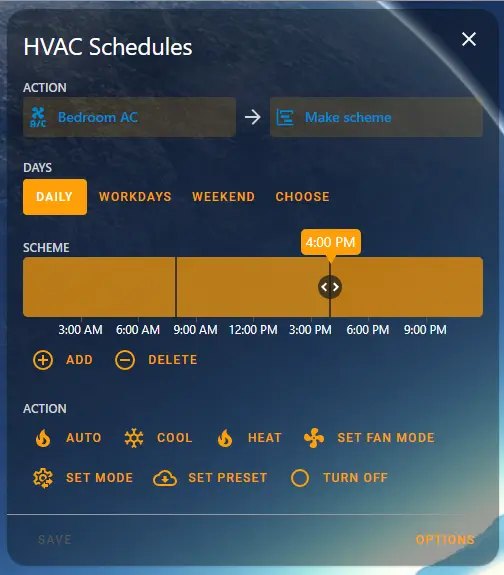 HVAC Schedules
ACTION
A/C Bedroom AC Make scheme
DAYS
DAILY WORKDAYS WEEKEND CHOOSE
4:00 PM
SCHEME
3:00 AM 6:00 AM 9:00 AM 12:00 PM 3:00 PM 6:00 PM 9:00 PM
ADD DELETE
ACTION
AUTO COOL HEAT SET FAN MODE
SET MODE SET PRESET TURN OFF
SAVE OPTIONS